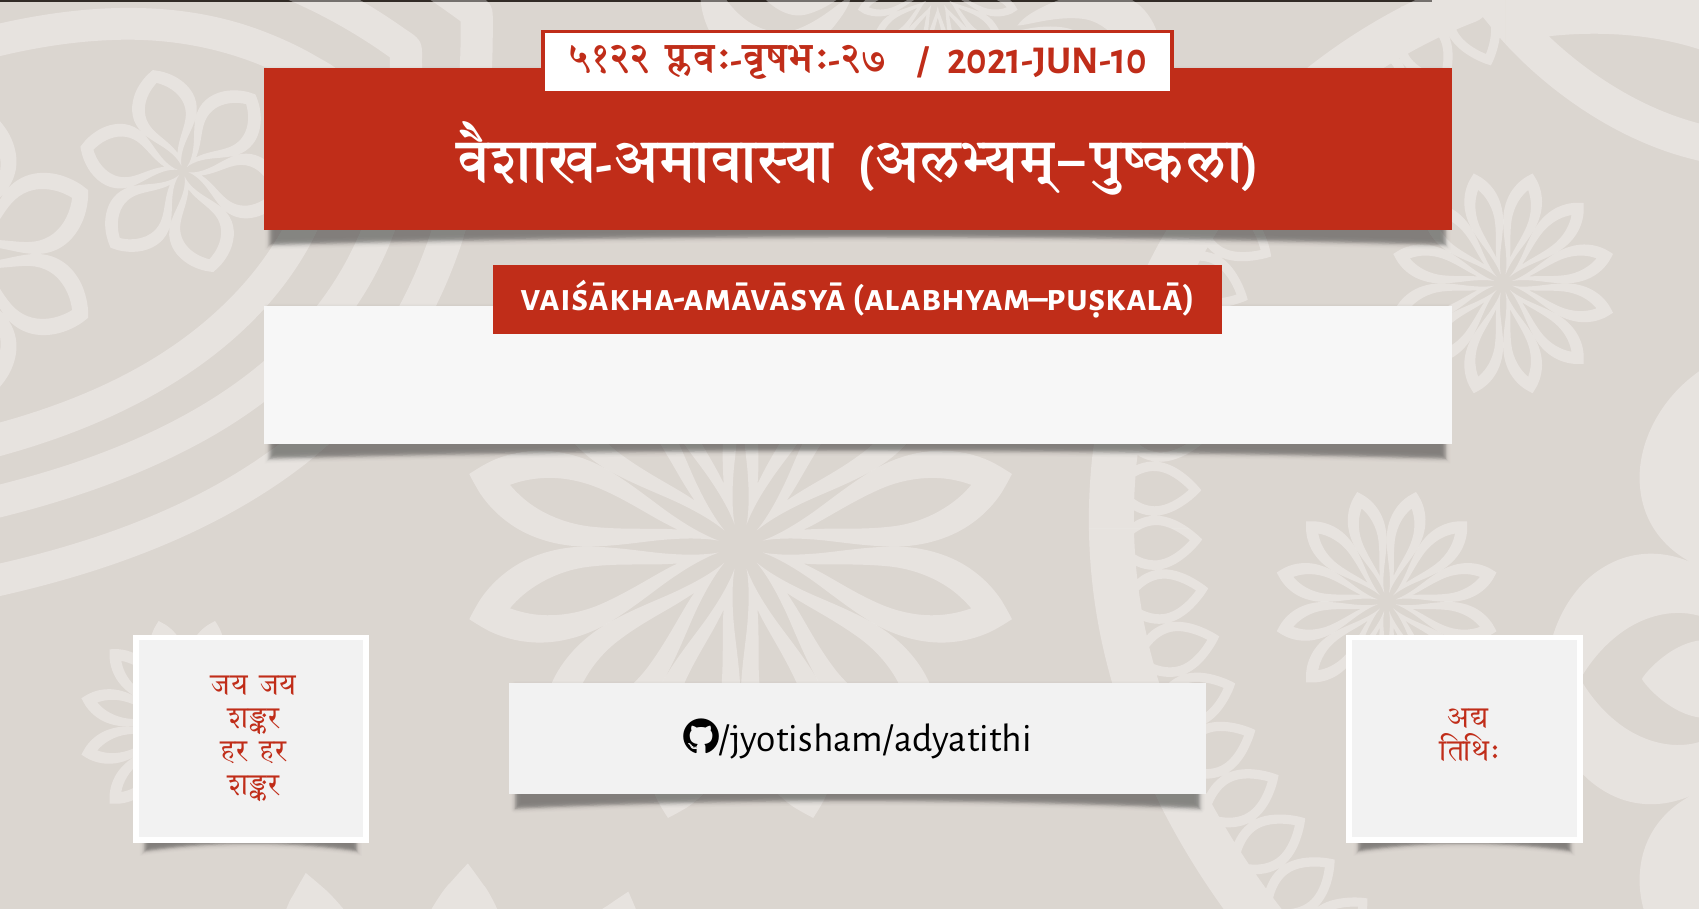 ५१२२ प्लवः-वृषभः-२७ / 2021-JUN-10
वैशाख-अमावास्या (अलभ्यम्–पुष्कला)
VAIŚĀKHA-AMĀVĀSYĀ (ALABHYAM–PUṢKALĀ)
जय जय
शङ्कर
हर हर
शङ्कर
/jyotisham/adyatithi
अद्य
तिथिः